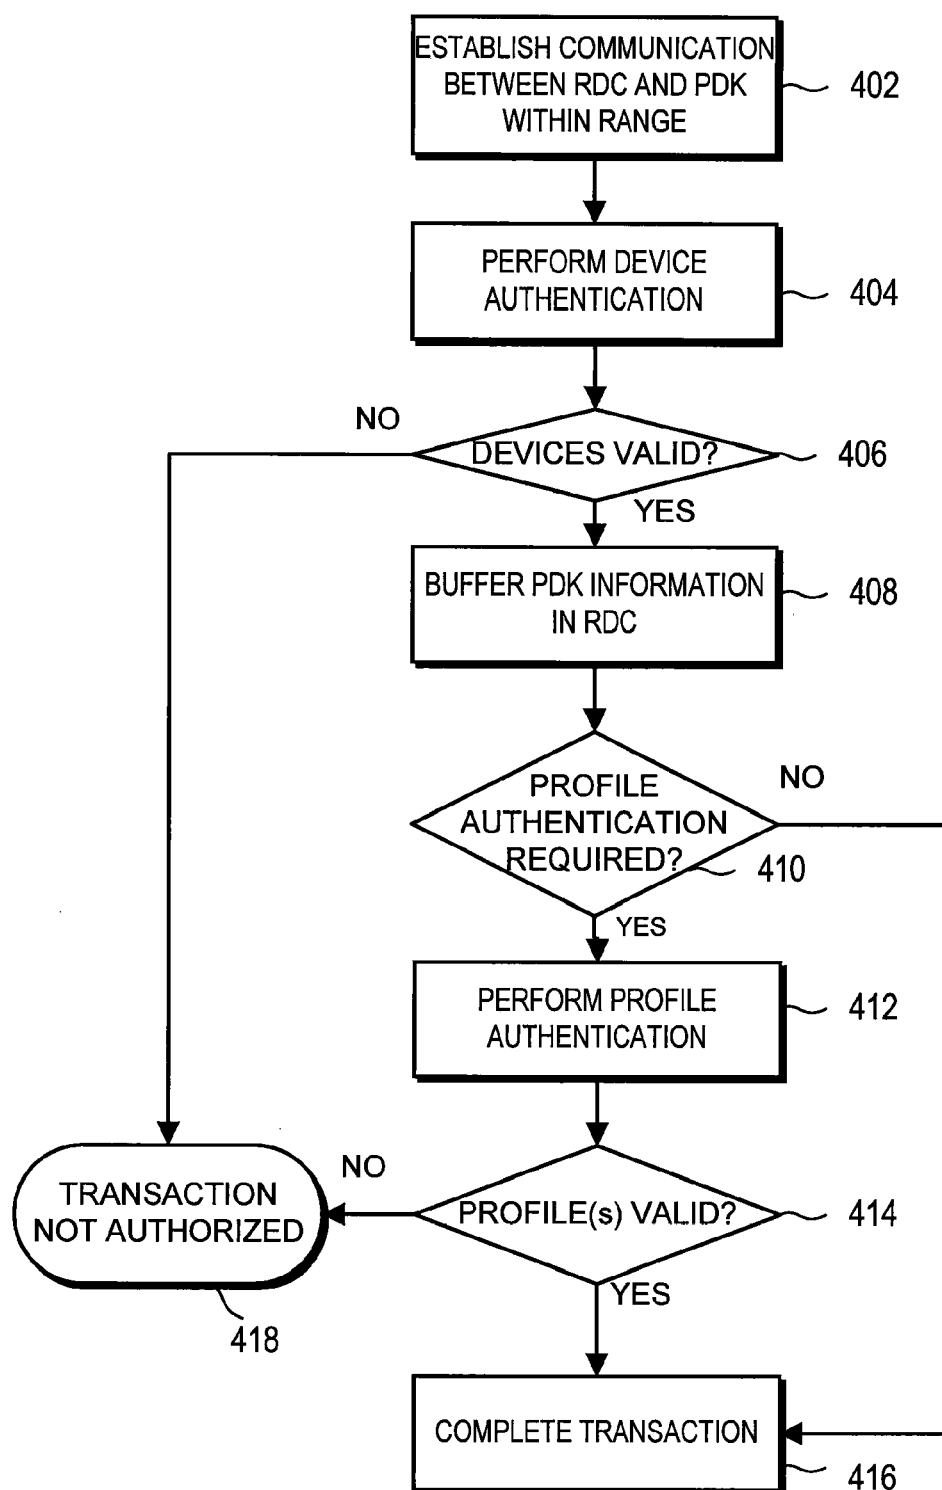 ESTABLISH COMMUNICATION
BETWEEN RDC AND PDK
WITHIN RANGE
402
PERFORM DEVICE
AUTHENTICATION
404
NO
DEVICES VALID?
406
YES
BUFFER PDK INFORMATION
IN RDC
408
PROFILE
AUTHENTICATION
REQUIRED?
NO
410
YES
PERFORM PROFILE
AUTHENTICATION
412
NO
TRANSACTION
NOT AUTHORIZED
PROFILE(s) VALID?
414
YES
418
COMPLETE TRANSACTION
416